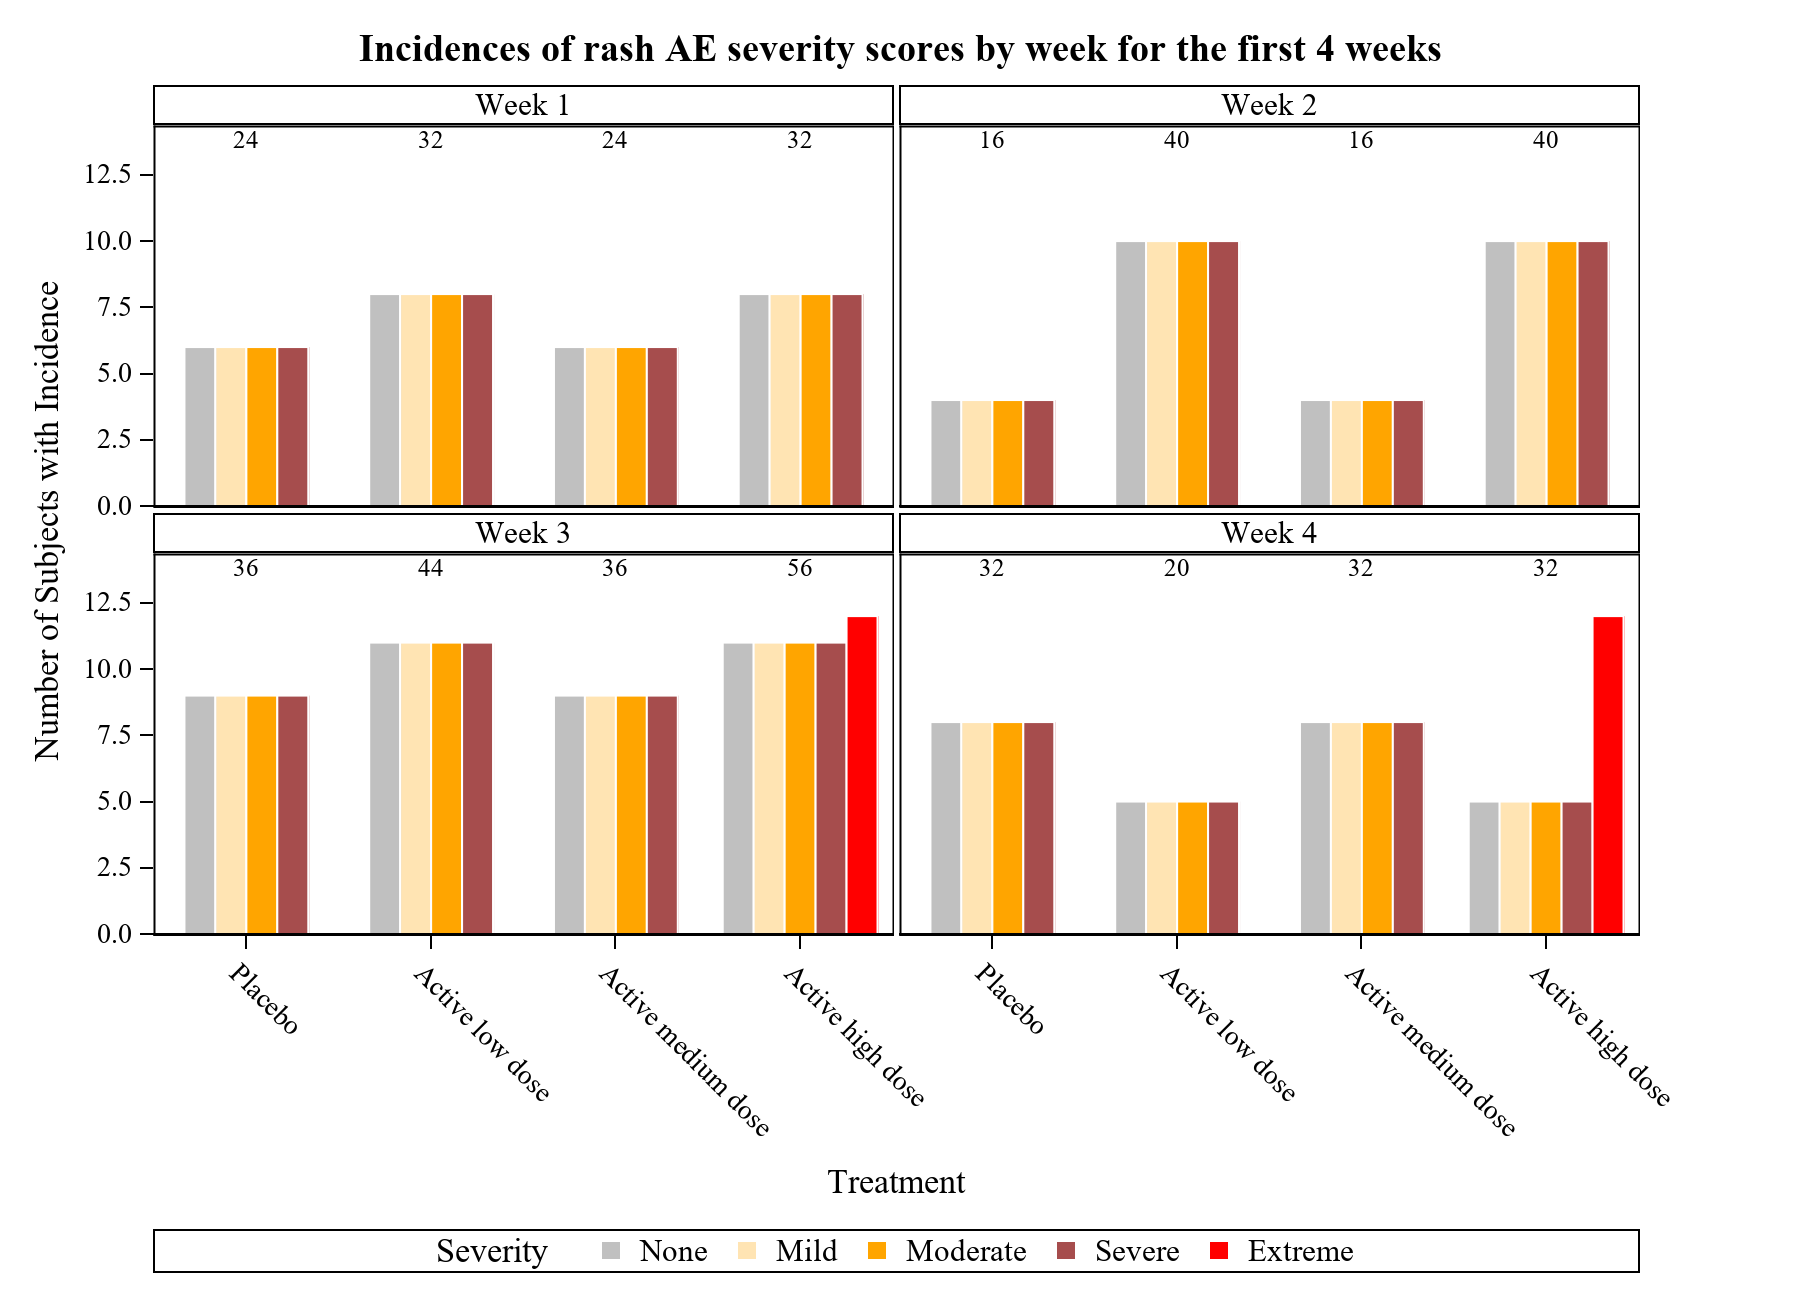 Incidences of rash AE severity scores by week for the first 4 weeks
Week 1
Week 2
24 32 24 32
16 40 16 40
12.5
10.0
7.5
5.0
2.5
0.0
Number of Subjects with Incidence
Week 3
Week 4
36 44 36 56
32 20 32 32
12.5
10.0
7.5
5.0
2.5
0.0
Placebo
Active low dose
Active medium dose
Active high dose
Placebo
Active low dose
Active medium dose
Active high dose
Treatment
Severity None Mild Moderate Severe Extreme